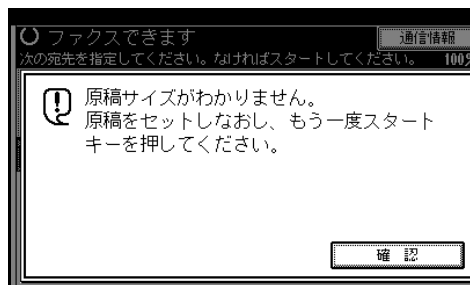 ファクスできます
通信情報
次の宛先を指定してください。なければスタートしてください。 100%
原稿サイズがわかりません。
原稿をセットしなおし、もう一度スタート
キーを押してください。
確 認